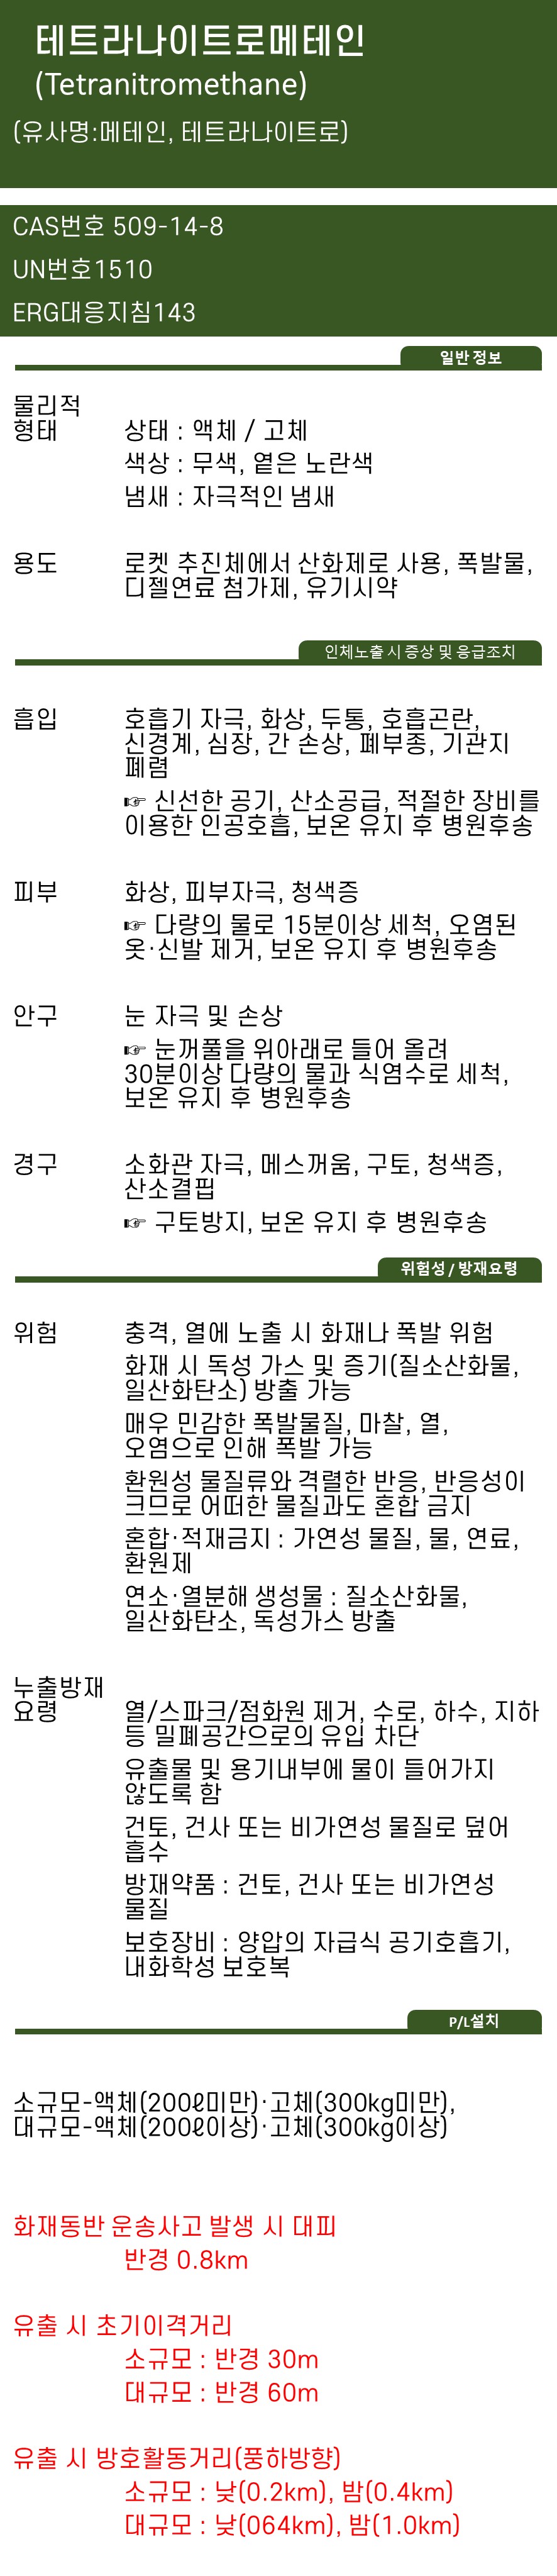 테트라나이트로메테인
(Tetranitromethane)
(유사명:메테인, 테트라나이트로)
CAS번호 509-14-8
UN번호1510
ERG대응지침143
일반 정보
물리적
형태 상태 : 액체 / 고체
색상 : 무색, 옅은 노란색
냄새 : 자극적인 냄새
용도 로켓 추진체에서 산화제로 사용, 폭발물,
디젤연료 첨가제, 유기시약
인체노출 시 증상 및 응급조치
흡입 호흡기 자극, 화상, 두통, 호흡곤란,
신경계, 심장, 간 손상, 폐부종, 기관지
폐렴
☞ 신선한 공기, 산소공급, 적절한 장비를
이용한 인공호흡, 보온 유지 후 병원후송
피부 화상, 피부자극, 청색증
☞ 다량의 물로 15분이상 세척, 오염된
옷·신발 제거, 보온 유지 후 병원후송
안구 눈 자극 및 손상
☞ 눈꺼풀을 위아래로 들어 올려
30분이상 다량의 물과 식염수로 세척,
보온 유지 후 병원후송
경구 소화관 자극, 메스꺼움, 구토, 청색증,
산소결핍
☞ 구토방지, 보온 유지 후 병원후송
위험성 / 방재요령
위험 충격, 열에 노출 시 화재나 폭발 위험
화재 시 독성 가스 및 증기(질소산화물,
일산화탄소) 방출 가능
매우 민감한 폭발물질, 마찰, 열,
오염으로 인해 폭발 가능
환원성 물질류와 격렬한 반응, 반응성이
크므로 어떠한 물질과도 혼합 금지
혼합·적재금지 : 가연성 물질, 물, 연료,
환원제
연소·열분해 생성물 : 질소산화물,
일산화탄소, 독성가스 방출
누출방재
요령 열/스파크/점화원 제거, 수로, 하수, 지하
등 밀폐공간으로의 유입 차단
유출물 및 용기내부에 물이 들어가지
않도록 함
건토, 건사 또는 비가연성 물질로 덮어
흡수
방재약품 : 건토, 건사 또는 비가연성
물질
보호장비 : 양압의 자급식 공기호흡기,
내화학성 보호복
P/L설치
소규모-액체(200ℓ미만)·고체(300kg미만),
대규모-액체(200ℓ이상)·고체(300kg이상)
화재동반 운송사고 발생 시 대피
반경 0.8km
유출 시 초기이격거리
소규모 : 반경 30m
대규모 : 반경 60m
유출 시 방호활동거리(풍하방향)
소규모 : 낮(0.2km), 밤(0.4km)
대규모 : 낮(064km), 밤(1.0km)